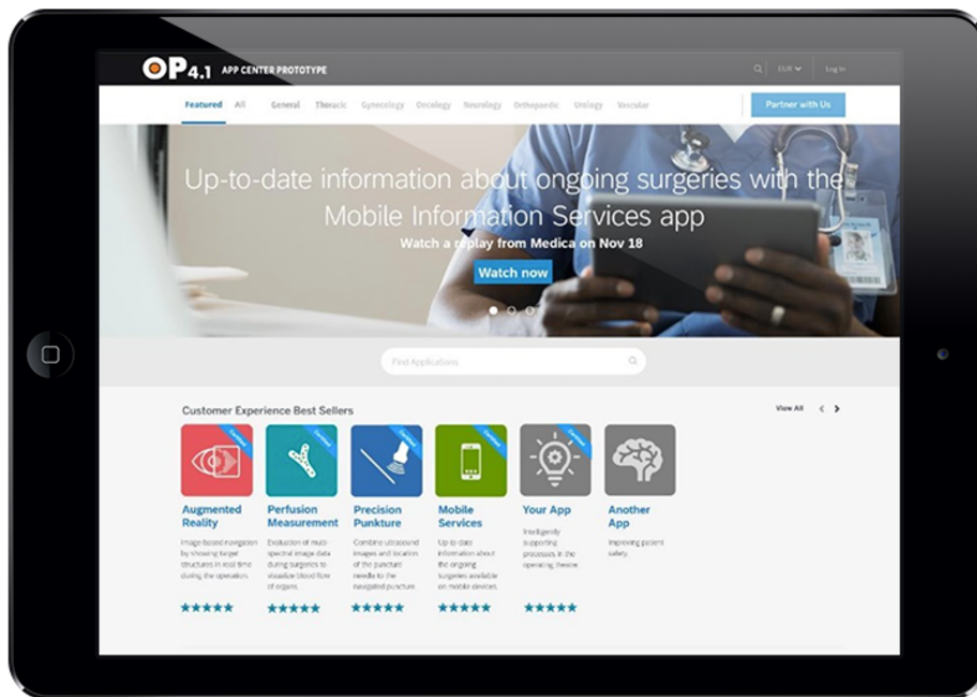 OP4.1 APP CENTER PROTOTYPE
EUR
Log In
Featured All General Thoracic Gynecology Oncology Neurology Orthopaedic Urology Vascular
Partner with Us
Up-to-date information about ongoing surgeries with the
Mobile Information Services app
Watch a replay from Medica on Nov 18
Watch now
Find Applications
Customer Experience Best Sellers
View All
Certified
Certified
Certified
Certified
Certified
Augmented
Reality
Image-based navigation
by showing target
structures in real time
during the operation.
Perfusion
Measurement
Evaluation of multi-
spectral image data
during surgeries to
visualize blood flow
of organs.
Precision
Punkture
Combine ultrasound
images and location
of the puncture
needle to the
navigated puncture.
Mobile
Services
Up-to-date
information about
the ongoing
surgeries available
on mobile devices.
Your App
Intelligently
supporting
processes in the
operating theatre.
Another
App
Improving patient
safety.